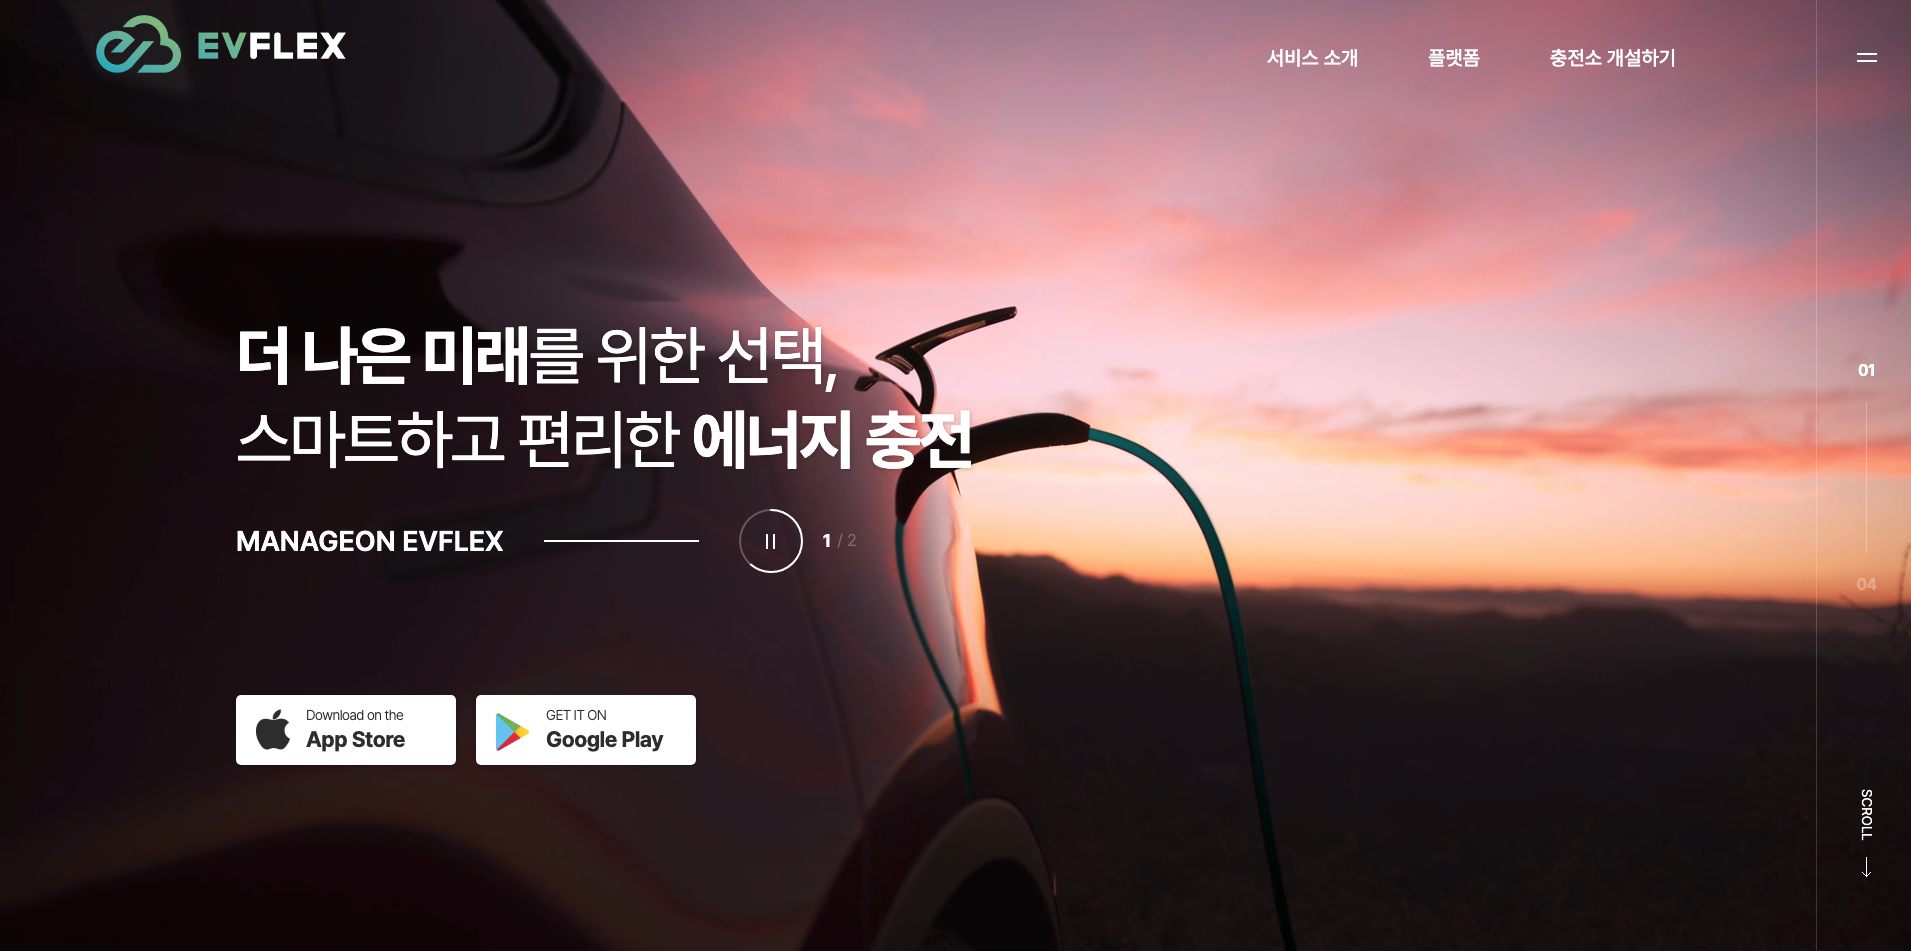 EVFLEX
서비스 소개
플랫폼
충전소 개설하기
더 나은 미래를 위한 선택,
스마트하고 편리한 에너지 충전
MANAGEON EVFLEX
1 / 2
Download on the
App Store
GET IT ON
Google Play
01
04
SCROLL